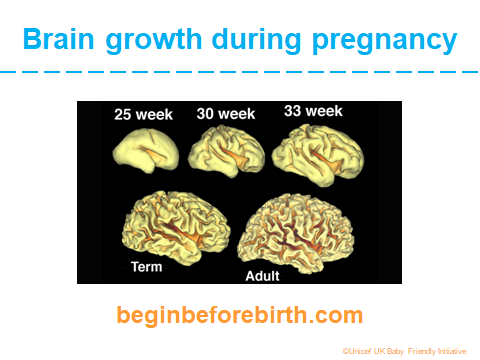 Brain growth during pregnancy
25 week 30 week 33 week
Term
Adult
beginbeforebirth.com
©Unicef UK Baby Friendly Initiative